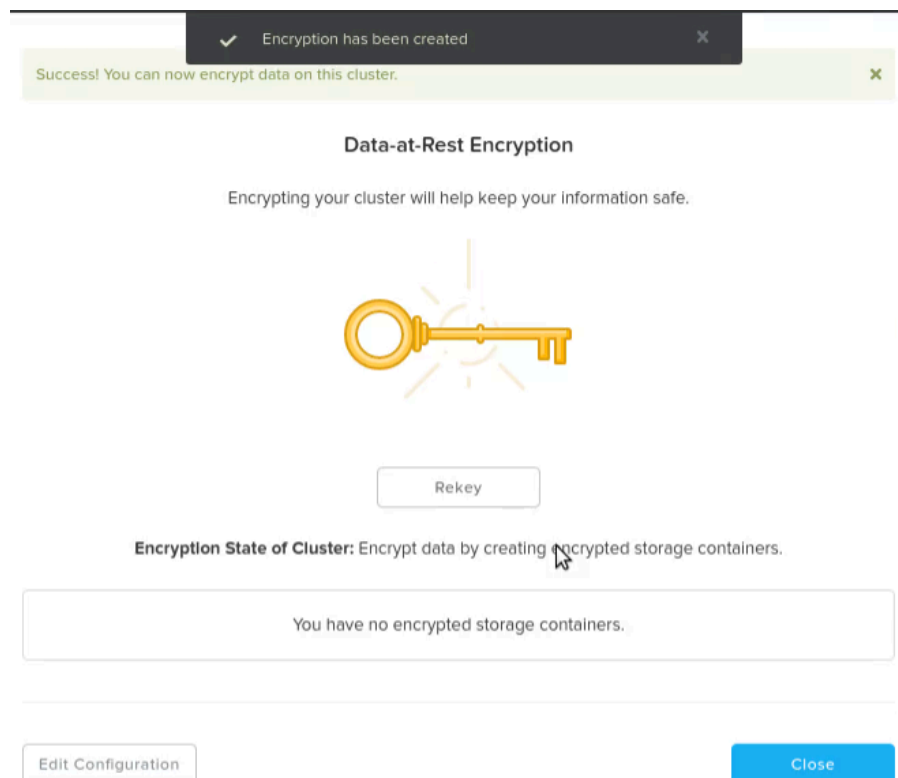 Encryption has been created
Success! You can now encrypt data on this cluster.
Data-at-Rest Encryption
Encrypting your cluster will help keep your information safe.
Rekey
Encryption State of Cluster: Encrypt data by creating encrypted storage containers.
You have no encrypted storage containers.
Edit Configuration
Close